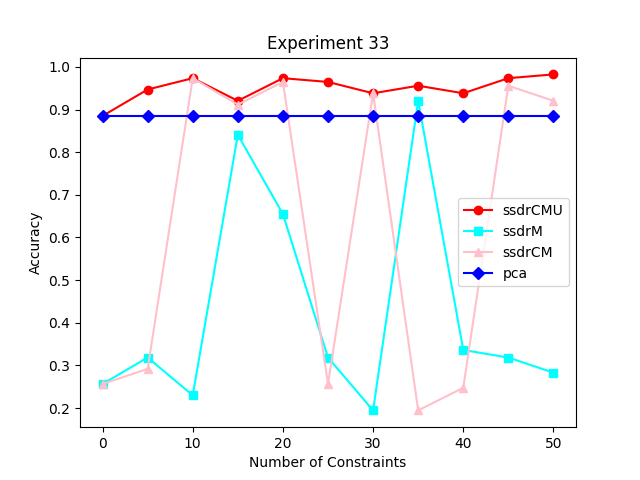 Experiment 33
1.0
0.9
0.8
0.7
0.6
0.5
0.4
0.3
0.2
Accuracy
ssdrCMU
ssdrM
ssdrCM
pca
0 10 20 30 40 50
Number of Constraints